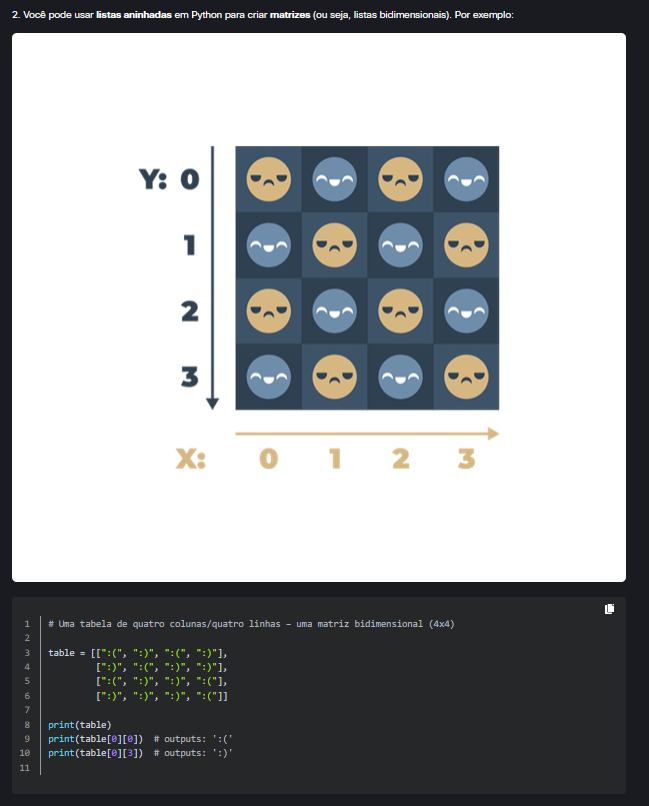 2. Você pode usar listas aninhadas em Python para criar matrizes (ou seja, listas bidimensionais). Por exemplo:
Y: 0
1
2
3
X: 0 1 2 3
1 # Uma tabela de quatro colunas/quatro linhas – uma matriz bidimensional (4x4)
2
3 table = [[":(", ":)", ":(", ":)"],
4 [":)", ":(", ":)", ":)"],
5 [":(", ":)", ":)", ":("],
6 [":)", ":)", ":)", ":("]]
7
8 print(table)
9 print(table[0][0])  # outputs: ':('
10 print(table[0][3])  # outputs: ':)'
11